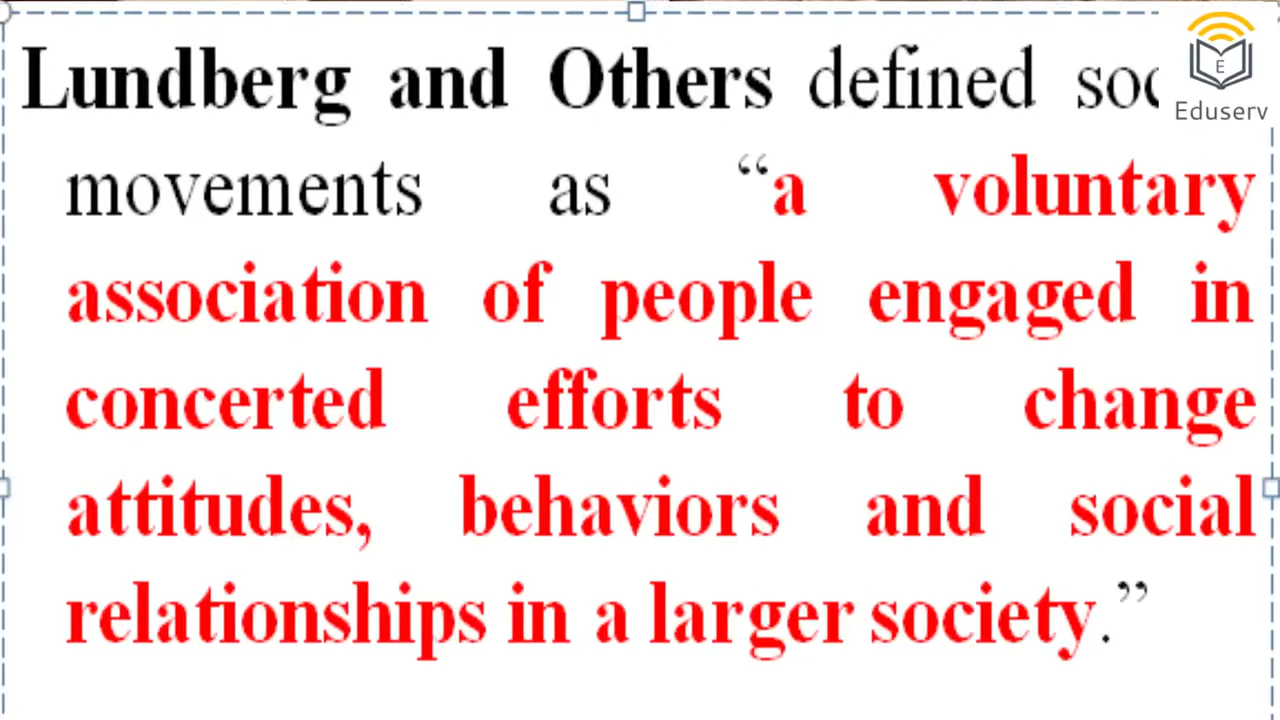 Lundberg and Others defined soc
movements as “a voluntary
association of people engaged in
concerted efforts to change
attitudes, behaviors and social
relationships in a larger society.”
E
Eduserv